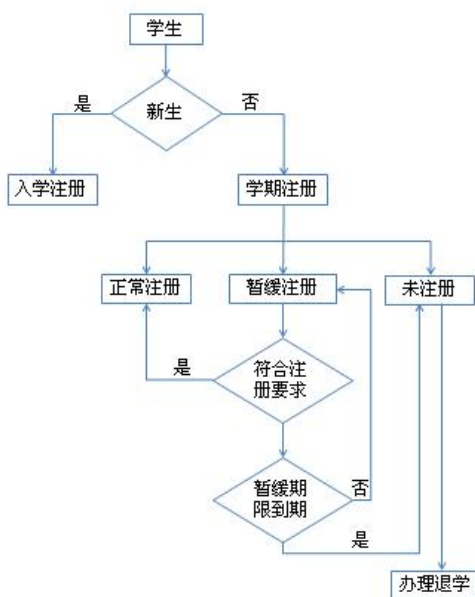 学生
新生
是
否
入学注册
学期注册
正常注册
暂缓注册
未注册
符合注
册要求
是
暂缓期
限到期
否
是
办理退学